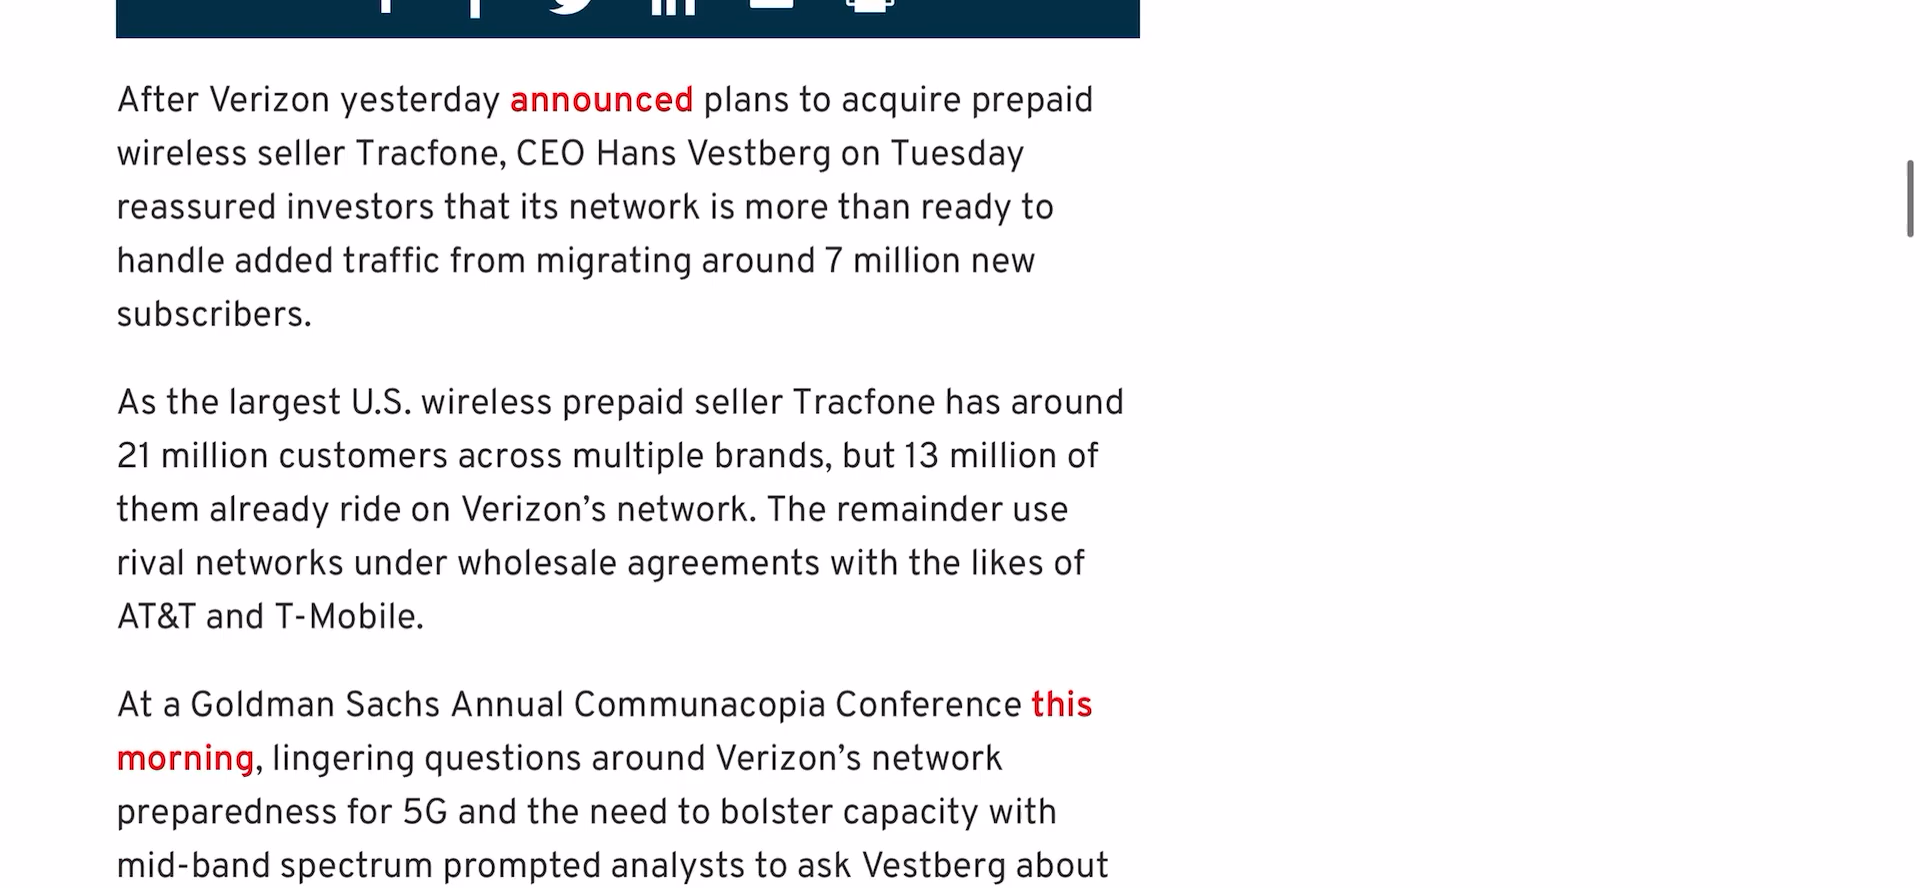 After Verizon yesterday announced plans to acquire prepaid
wireless seller Tracfone, CEO Hans Vestberg on Tuesday
reassured investors that its network is more than ready to
handle added traffic from migrating around 7 million new
subscribers.
As the largest U.S. wireless prepaid seller Tracfone has around
21 million customers across multiple brands, but 13 million of
them already ride on Verizon’s network. The remainder use
rival networks under wholesale agreements with the likes of
AT&T and T-Mobile.
At a Goldman Sachs Annual Communacopia Conference this
morning, lingering questions around Verizon’s network
preparedness for 5G and the need to bolster capacity with
mid-band spectrum prompted analysts to ask Vestberg about